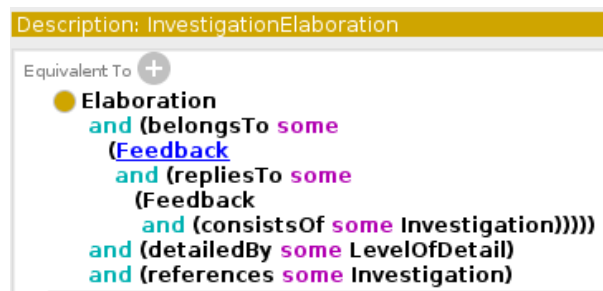 Description: InvestigationElaboration
Equivalent To
Elaboration
and (belongsTo some
(Feedback
and (repliesTo some
(Feedback
and (consistsOf some Investigation)))))
and (detailedBy some LevelOfDetail)
and (references some Investigation)